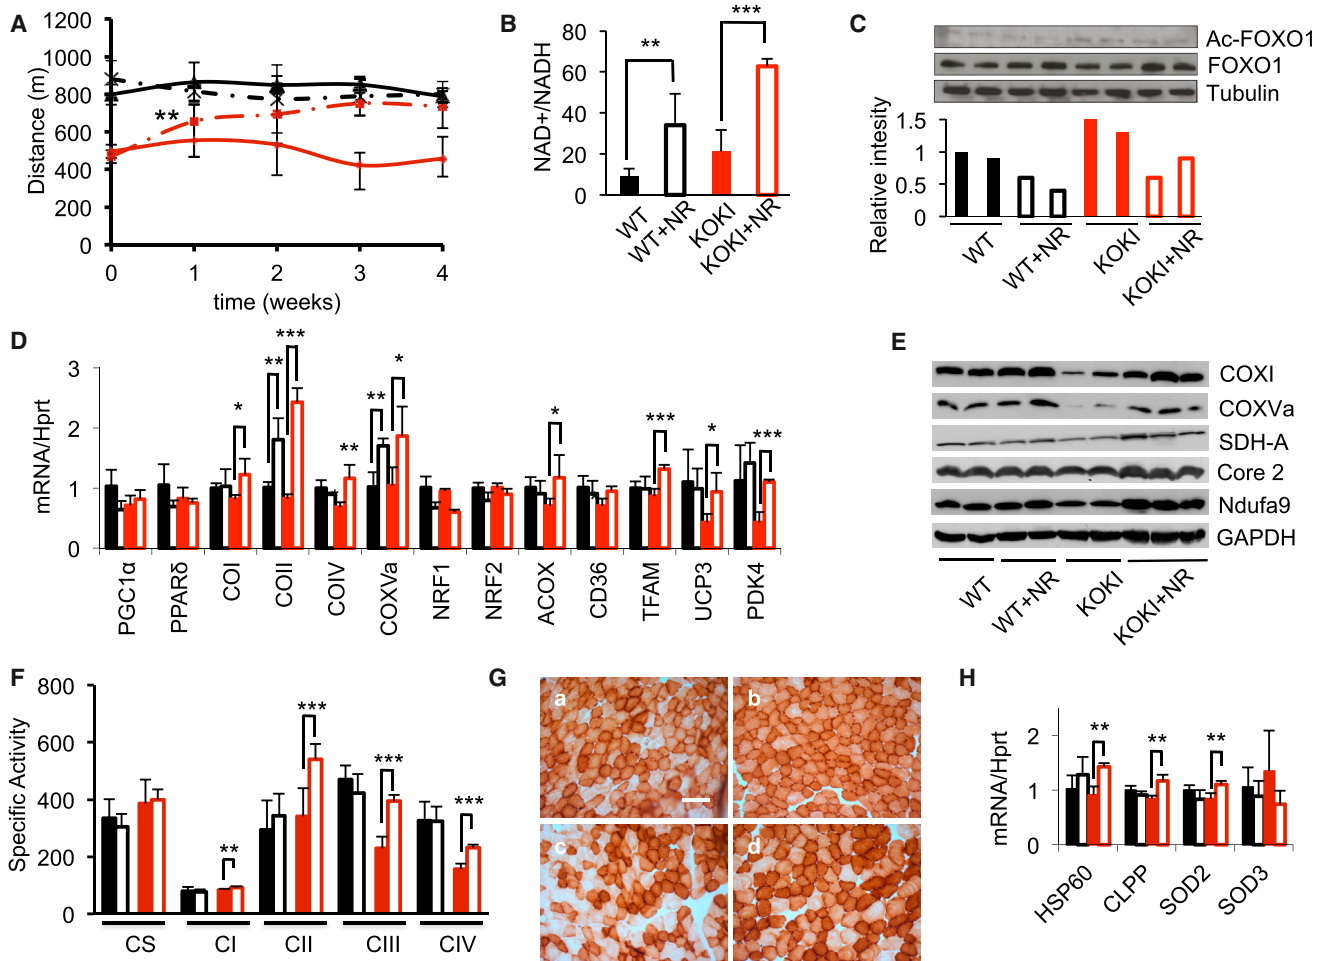 A
1200
1000
800
600
400
200
0
Distance (m)
**
0 1 2 3 4
time (weeks)
B
80
60
40
20
0
NAD+/NADH
**
***
WT
WT+NR
KOKI
KOKI+NR
C
Ac-FOXO1
FOXO1
Tubulin
1.5
1
0.5
0
Relative intesity
WT
WT+NR
KOKI
KOKI+NR
D
3
2
1
0
mRNA/Hprt
* ** *** ** ** * * *** * ***
PGC1α
PPARδ
COI
COII
COIV
COXVa
NRF1
NRF2
ACOX
CD36
TFAM
UCP3
PDK4
E
COXI
COXVa
SDH-A
Core 2
Ndufa9
GAPDH
WT
WT+NR
KOKI
KOKI+NR
F
800
600
400
200
0
Specific Activity
** *** *** ***
CS CI CII CIII CIV
G
a
b
c
d
H
2
1
0
mRNA/Hprt
** ** **
HSP60
CLPP
SOD2
SOD3